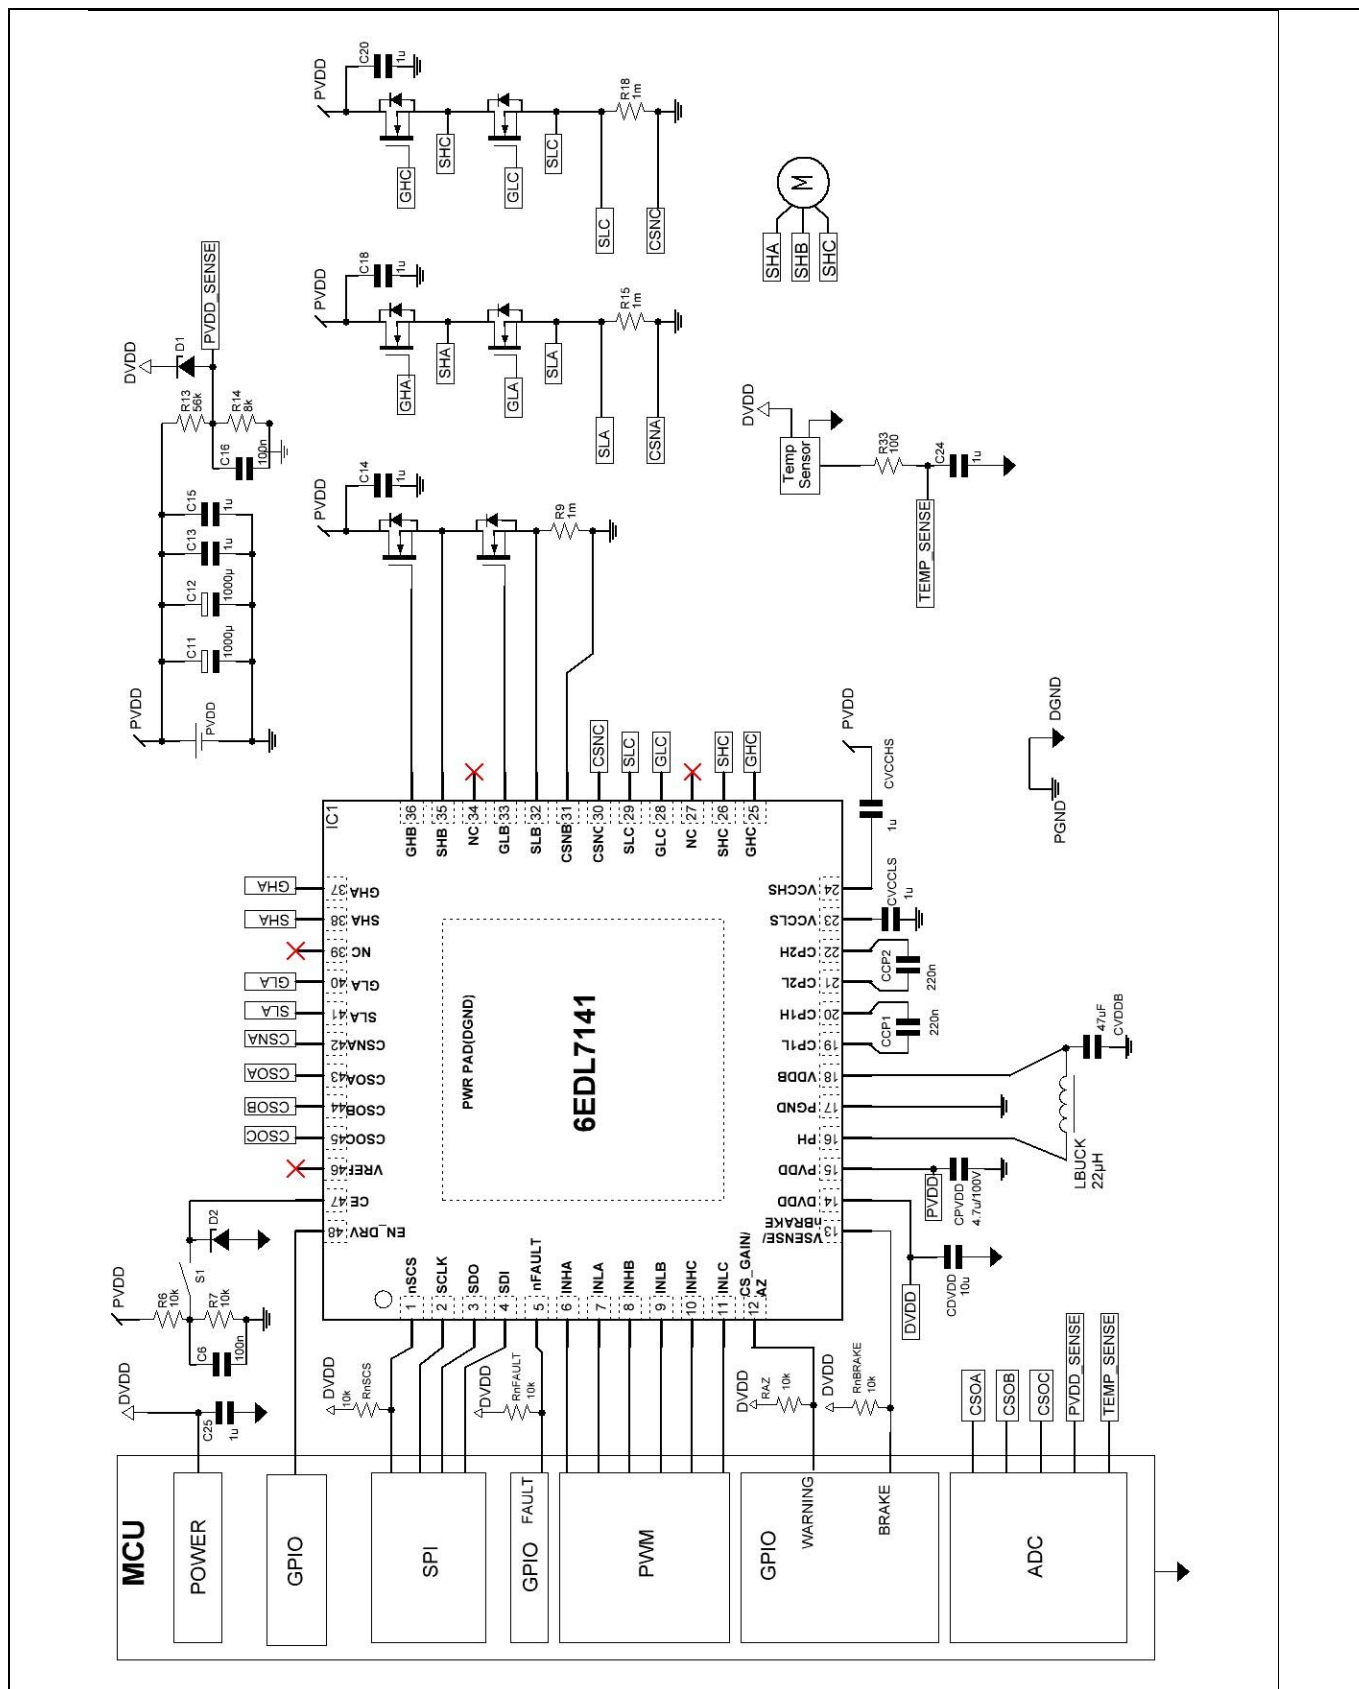 MCU
POWER
GPIO
SPI
GPIO FAULT
PWM
GPIO
WARNING
BRAKE
ADC
DVDD
C25
1u
PVDD
R6
10k
R7
10k
C6
100n
S1
D2
DVDD
10k
RnSCS
DVDD
RnFAULT
10k
DVDD
RAZ
10k
DVDD
RnBRAKE
10k
CSOA
CSOB
CSOC
PVDD_SENSE
TEMP_SENSE
IC1
6EDL7141
PWR PAD(DGND)
1 nSCS
2 SCLK
3 SDO
4 SDI
5 nFAULT
6 INHA
7 INLA
8 INHB
9 INLB
10 INHC
11 INLC
12 CS_GAIN/
AZ
13 VSENSE/
nBRAKE
14 DVDD
15 PVDD
16 PH
17 PGND
18 VDDB
19 CP1L
20 CP1H
21 CP2L
22 CP2H
23 VCCLS
24 VCCHS
GHC 25
SHC 26
NC 27
GLC 28
SLC 29
CSNC 30
CSNB 31
SLB 32
GLB 33
NC 34
SHB 35
GHB 36
37 GHA
38 SHA
39 NC
40 GLA
41 SLA
42 CSNA
43 CSOA
44 CSOB
45 CSOC
46 VREF
47 CE
48 EN_DRV
GHA
SHA
GLA
SLA
CSNA
CSOA
CSOB
CSOC
CSNC
SLC
GLC
SHC
GHC
DVDD
CDVDD
10u
PVDD
CPVDD
4.7u/100V
LBUCK
22µH
47uF
CVDDB
CCP1
220n
CCP2
220n
CVCCLS
1u
CVCCHS
1u
PVDD
PVDD
PVDD
C11
1000µ
C12
1000µ
C13
1u
C15
1u
C16
100n
R13
56k
R14
8k
DVDD
D1
PVDD_SENSE
PVDD
C14
1u
R9
1m
PVDD
C18
1u
GHA
SHA
GLA
SLA
R15
1m
SLA
CSNA
PVDD
C20
1u
GHC
SHC
GLC
SLC
R18
1m
SLC
CSNC
SHA
SHB
SHC
M
DVDD
Temp
Sensor
R33
100
C24
1u
TEMP_SENSE
PGND
DGND